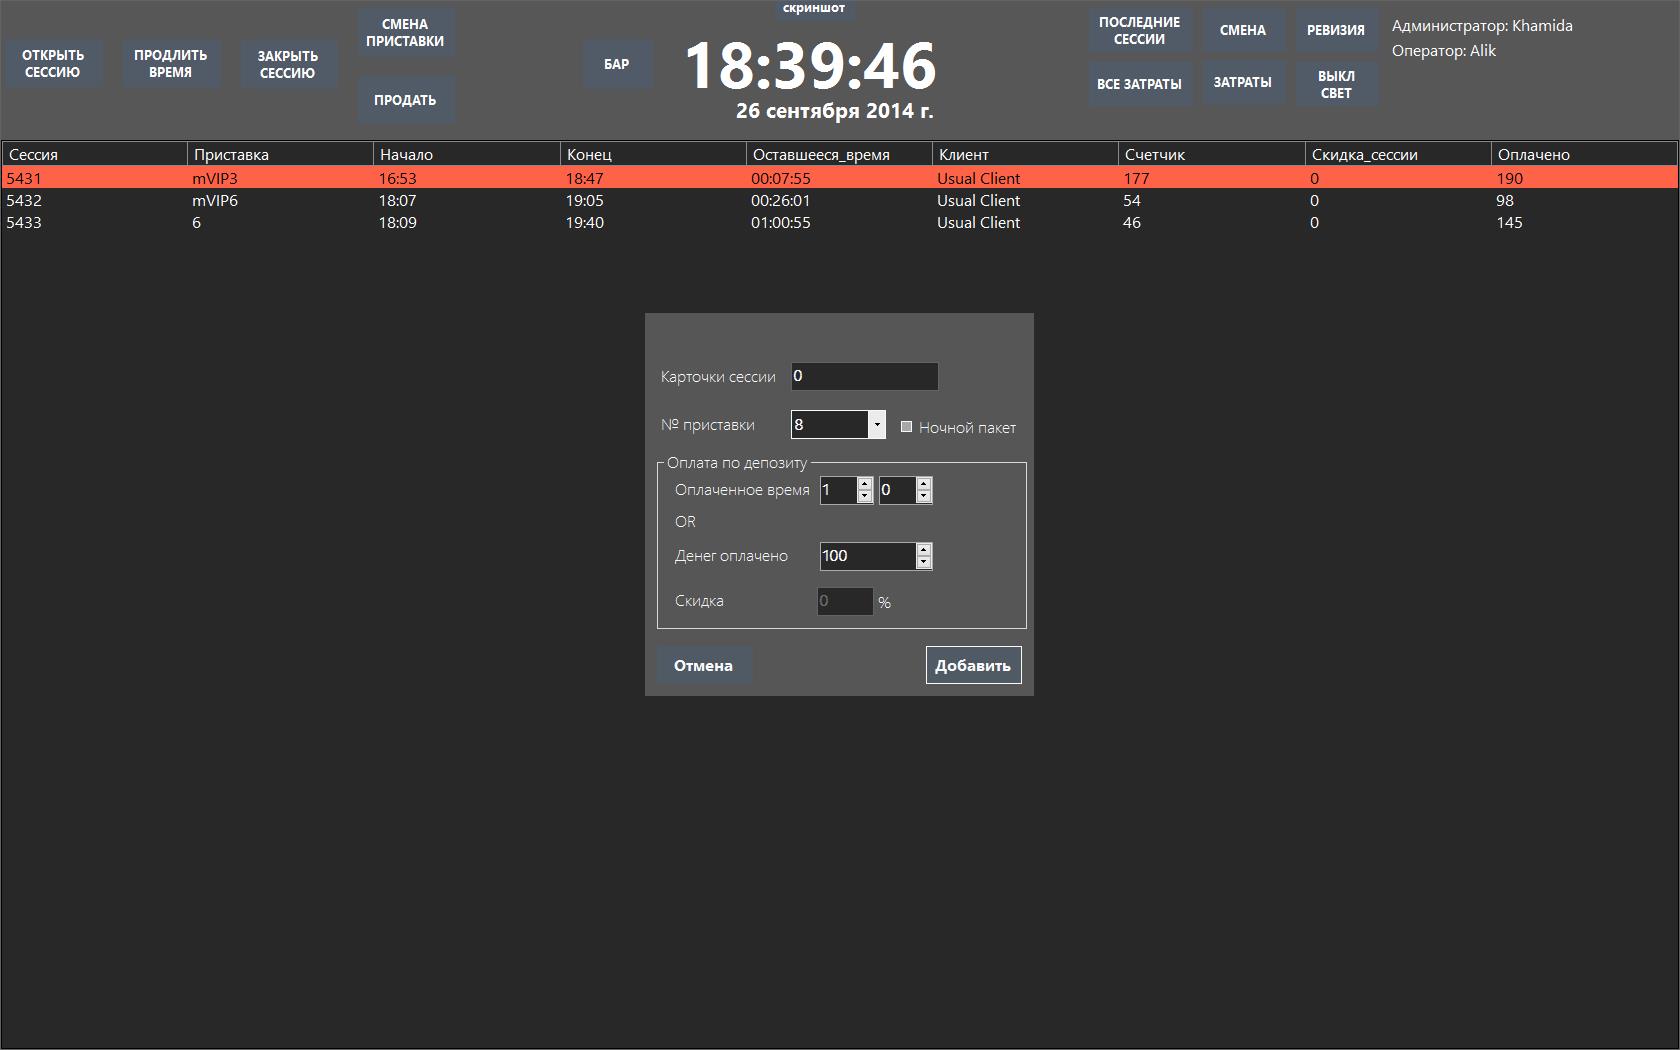 скриншот
ОТКРЫТЬ
СЕССИЮ
ПРОДЛИТЬ
ВРЕМЯ
ЗАКРЫТЬ
СЕССИЮ
СМЕНА
ПРИСТАВКИ
ПРОДАТЬ
БАР
18:39:46
26 сентября 2014 г.
ПОСЛЕДНИЕ
СЕССИИ
СМЕНА
РЕВИЗИЯ
ВСЕ ЗАТРАТЫ
ЗАТРАТЫ
ВЫКЛ
СВЕТ
Администратор: Khamida
Оператор: Alik
Сессия Приставка Начало Конец Оставшееся_время Клиент Счетчик Скидка_сессии Оплачено
5431 mVIP3 16:53 18:47 00:07:55 Usual Client 177 0 190
5432 mVIP6 18:07 19:05 00:26:01 Usual Client 54 0 98
5433 6 18:09 19:40 01:00:55 Usual Client 46 0 145
Карточки сессии 0
№ приставки 8 Ночной пакет
Оплата по депозиту
Оплаченное время 1 0
OR
Денег оплачено 100
Скидка 0 %
Отмена Добавить